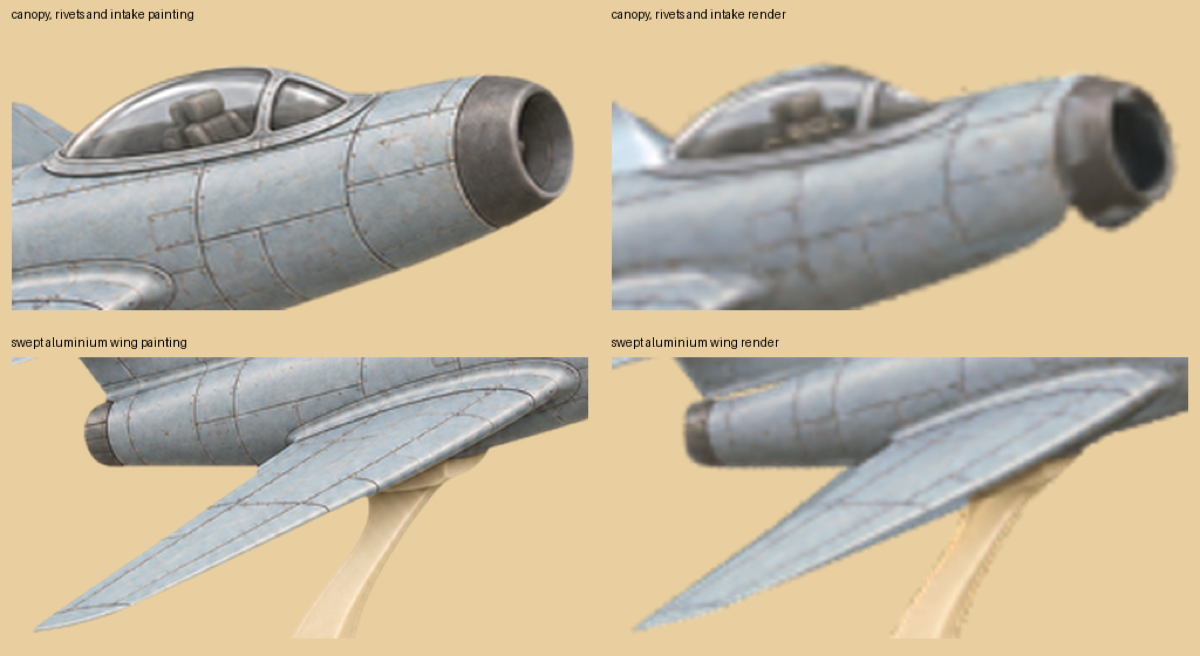 canopy, rivets and intake painting
canopy, rivets and intake render
swept aluminium wing painting
swept aluminium wing render